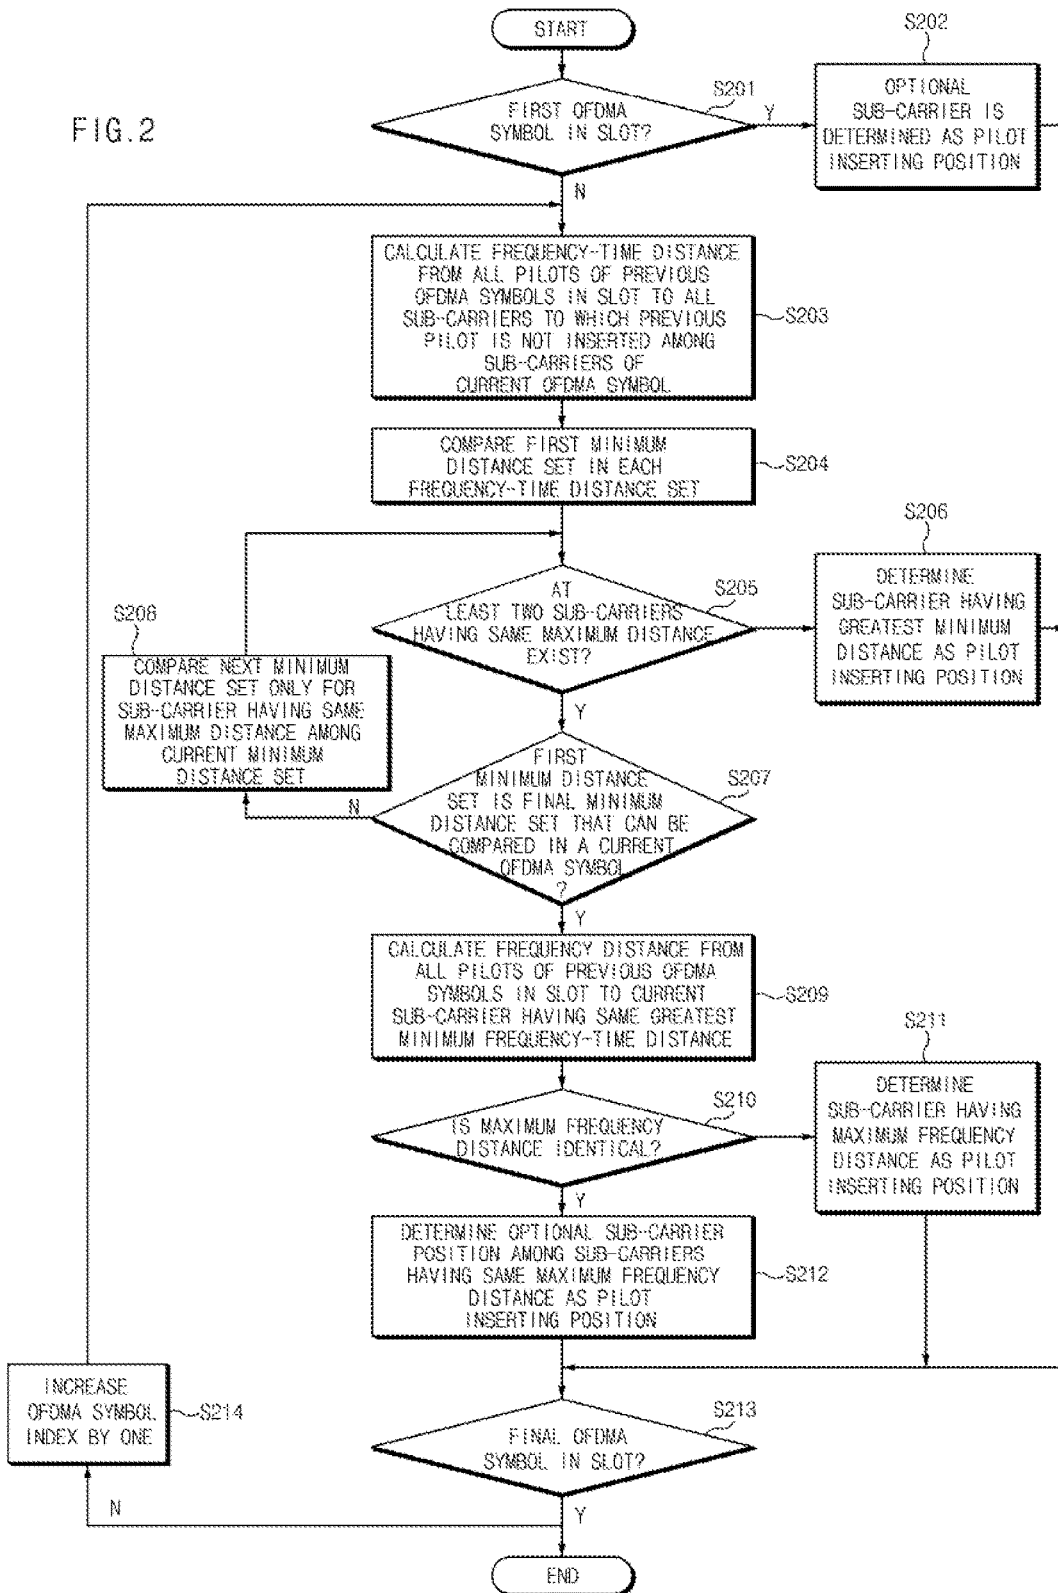 FIG.2
START
S201
FIRST OFDMA
SYMBOL IN SLOT?
Y
N
S202
OPTIONAL
SUB-CARRIER IS
DETERMINED AS PILOT
INSERTING POSITION
CALCULATE FREQUENCY-TIME DISTANCE
FROM ALL PILOTS OF PREVIOUS
OFDMA SYMBOLS IN SLOT TO ALL
SUB-CARRIERS TO WHICH PREVIOUS
PILOT IS NOT INSERTED AMONG
SUB-CARRIERS OF
CURRENT OFDMA SYMBOL
S203
COMPARE FIRST MINIMUM
DISTANCE SET IN EACH
FREQUENCY-TIME DISTANCE SET
S204
AT
LEAST TWO SUB-CARRIERS
HAVING SAME MAXIMUM DISTANCE
EXIST?
S205
Y
S206
DETERMINE
SUB-CARRIER HAVING
GREATEST MINIMUM
DISTANCE AS PILOT
INSERTING POSITION
S208
COMPARE NEXT MINIMUM
DISTANCE SET ONLY FOR
SUB-CARRIER HAVING SAME
MAXIMUM DISTANCE AMONG
CURRENT MINIMUM
DISTANCE SET
FIRST
MINIMUM DISTANCE
SET IS FINAL MINIMUM
DISTANCE SET THAT CAN BE
COMPARED IN A CURRENT
OFDMA SYMBOL
?
S207
N
Y
CALCULATE FREQUENCY DISTANCE FROM
ALL PILOTS OF PREVIOUS OFDMA
SYMBOLS IN SLOT TO CURRENT
SUB-CARRIER HAVING SAME GREATEST
MINIMUM FREQUENCY-TIME DISTANCE
S209
S210
IS MAXIMUM FREQUENCY
DISTANCE IDENTICAL?
Y
S211
DETERMINE
SUB-CARRIER HAVING
MAXIMUM FREQUENCY
DISTANCE AS PILOT
INSERTING POSITION
DETERMINE OPTIONAL SUB-CARRIER
POSITION AMONG SUB-CARRIERS
HAVING SAME MAXIMUM FREQUENCY
DISTANCE AS PILOT
INSERTING POSITION
S212
INCREASE
OFDMA SYMBOL
INDEX BY ONE
S214
S213
FINAL OFDMA
SYMBOL IN SLOT?
N
Y
END